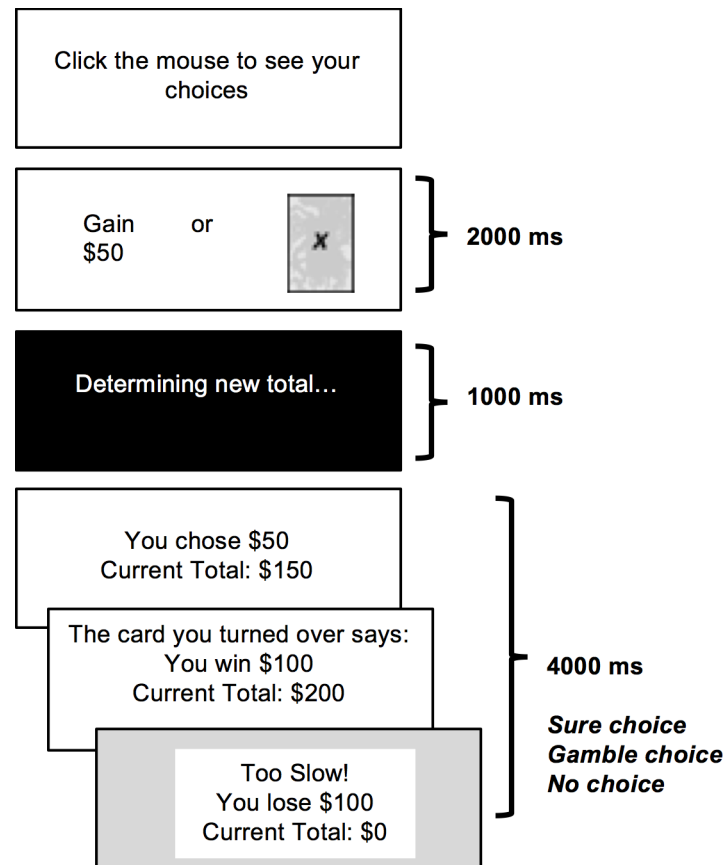 Click the mouse to see your
choices
Gain or
$50
x
2000 ms
Determining new total...
1000 ms
You chose $50
Current Total: $150
The card you turned over says:
You win $100
Current Total: $200
4000 ms
Sure choice
Gamble choice
No choice
Too Slow!
You lose $100
Current Total: $0